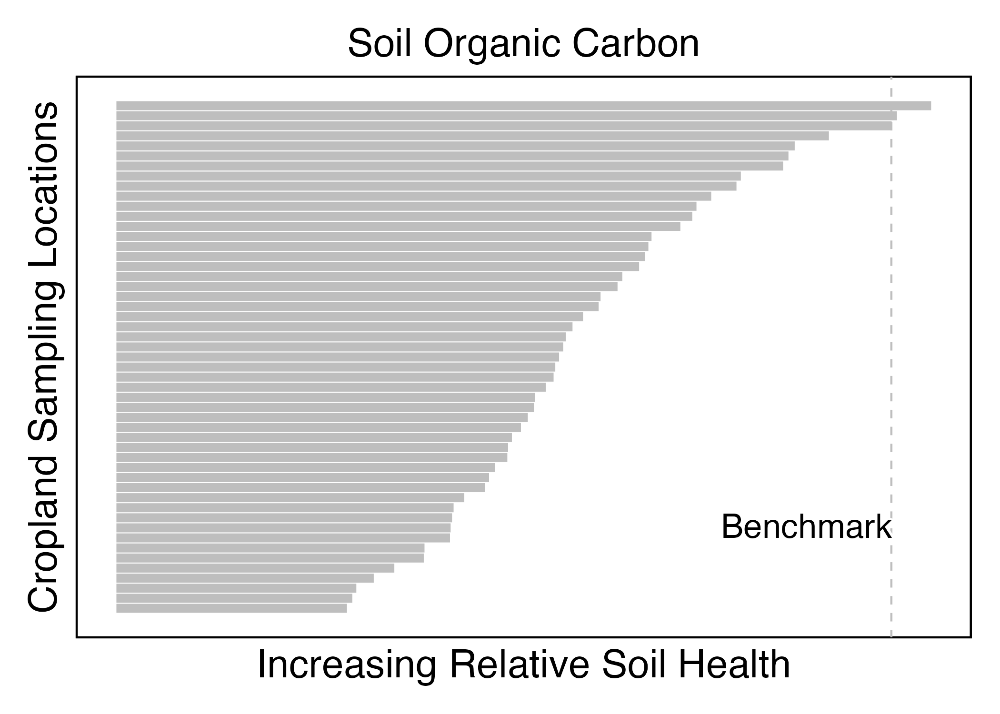 Soil Organic Carbon
Cropland Sampling Locations
Benchmark
Increasing Relative Soil Health